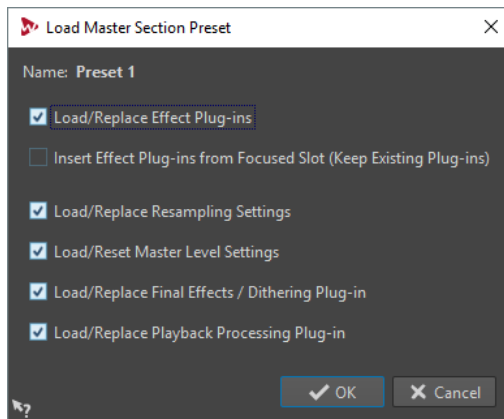 Load Master Section Preset
Name: Preset 1
Load/Replace Effect Plug-ins
Insert Effect Plug-ins from Focused Slot (Keep Existing Plug-ins)
Load/Replace Resampling Settings
Load/Reset Master Level Settings
Load/Replace Final Effects / Dithering Plug-in
Load/Replace Playback Processing Plug-in
OK Cancel
?